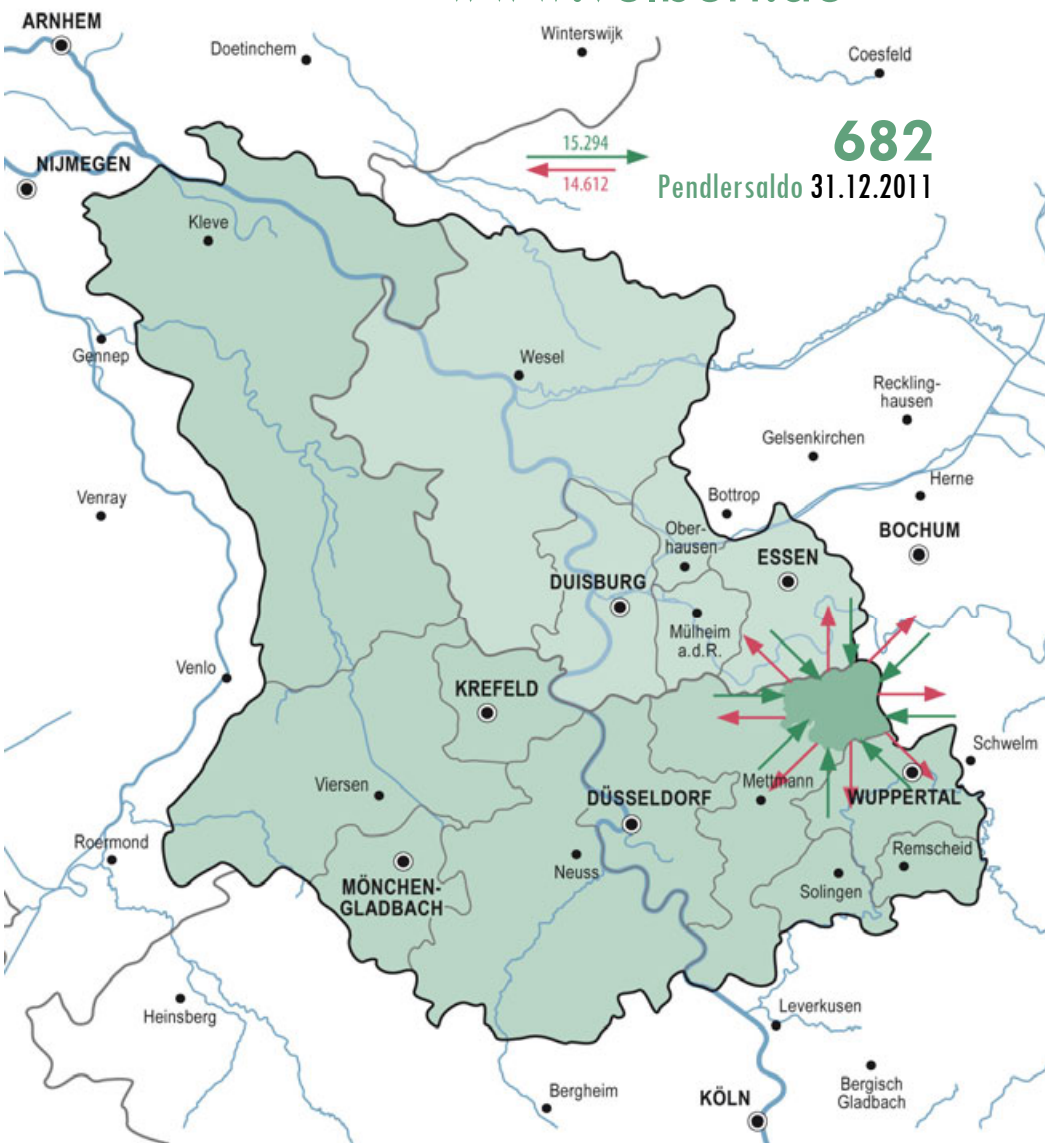 ARNHEM
Doetinchem
Winterswijk
Coesfeld
15.294
14.612
682
Pendlersaldo 31.12.2011
NIJMEGEN
Kleve
Gennep
Wesel
Reckling-
hausen
Gelsenkirchen
Herne
Venray
Bottrop
Ober-
hausen
BOCHUM
ESSEN
DUISBURG
Mülheim
a.d.R.
Venlo
KREFELD
Schwelm
Viersen
Mettmann
DÜSSELDORF
WUPPERTAL
Roermond
Neuss
Remscheid
MÖNCHEN-
GLADBACH
Solingen
Heinsberg
Leverkusen
Bergheim
KÖLN
Bergisch
Gladbach